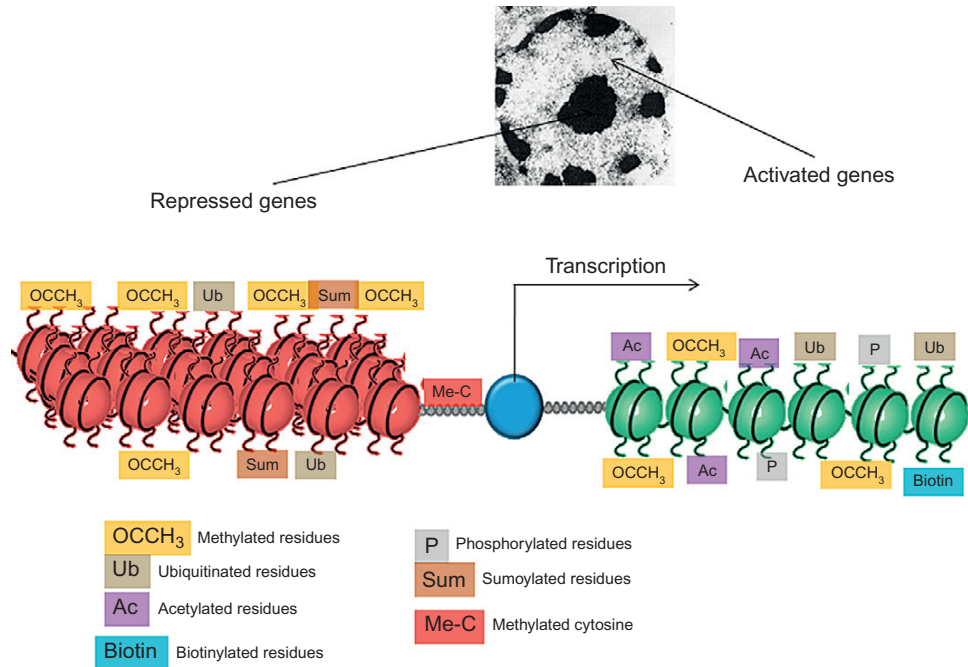 Repressed genes
Activated genes
Transcription
OCCH₃ OCCH₃ Ub OCCH₃ Sum OCCH₃
Ac OCCH₃ Ac Ub P Ub
Me-C
OCCH₃ Sum Ub
OCCH₃ Ac P OCCH₃ Biotin
OCCH₃ Methylated residues
Ub Ubiquitinated residues
Ac Acetylated residues
Biotin Biotinylated residues
P Phosphorylated residues
Sum Sumoylated residues
Me-C Methylated cytosine